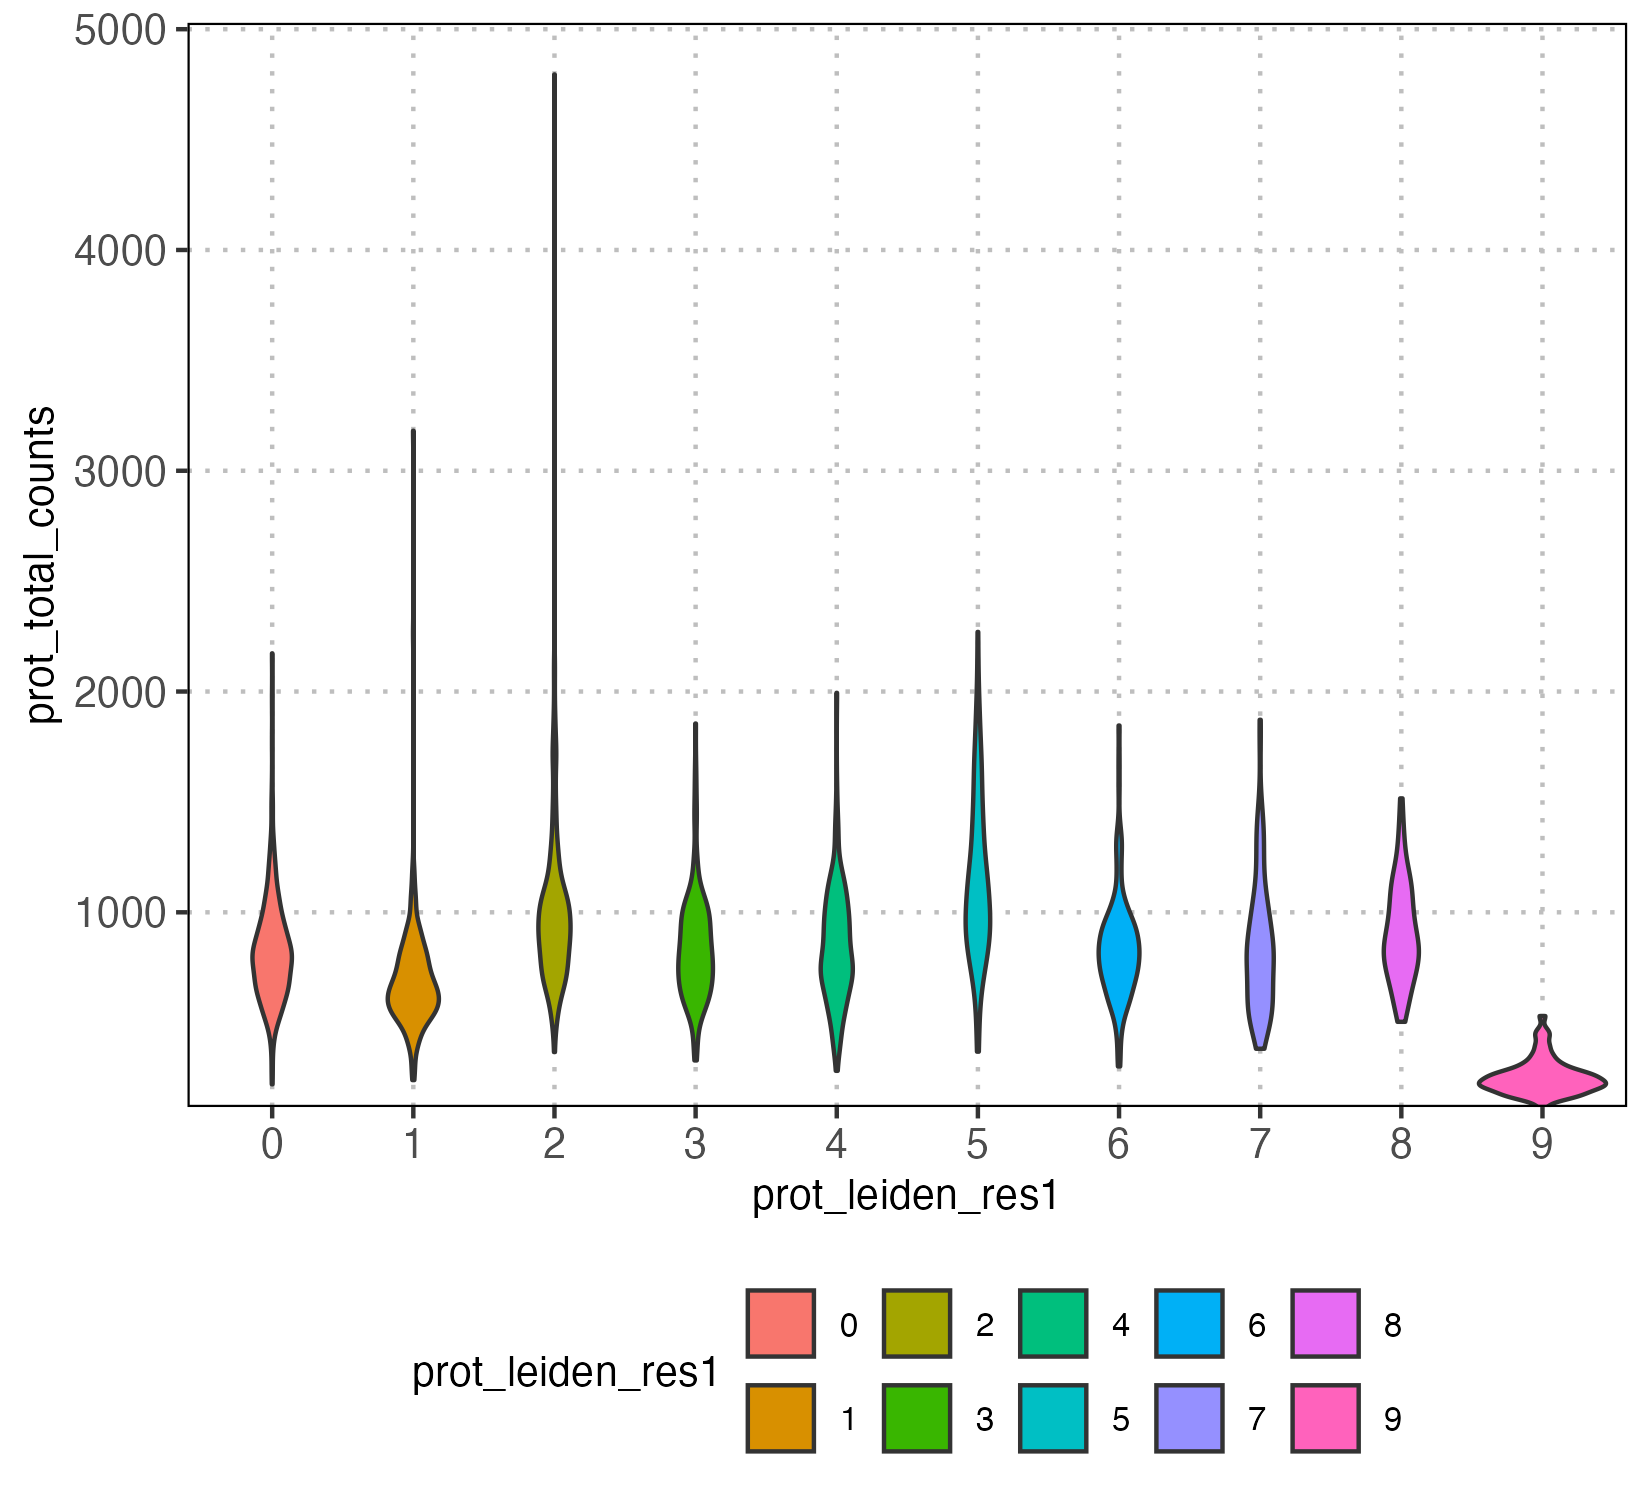 5000
4000
3000
2000
1000
prot_total_counts
0 1 2 3 4 5 6 7 8 9
prot_leiden_res1
prot_leiden_res1
0 2 4 6 8
1 3 5 7 9